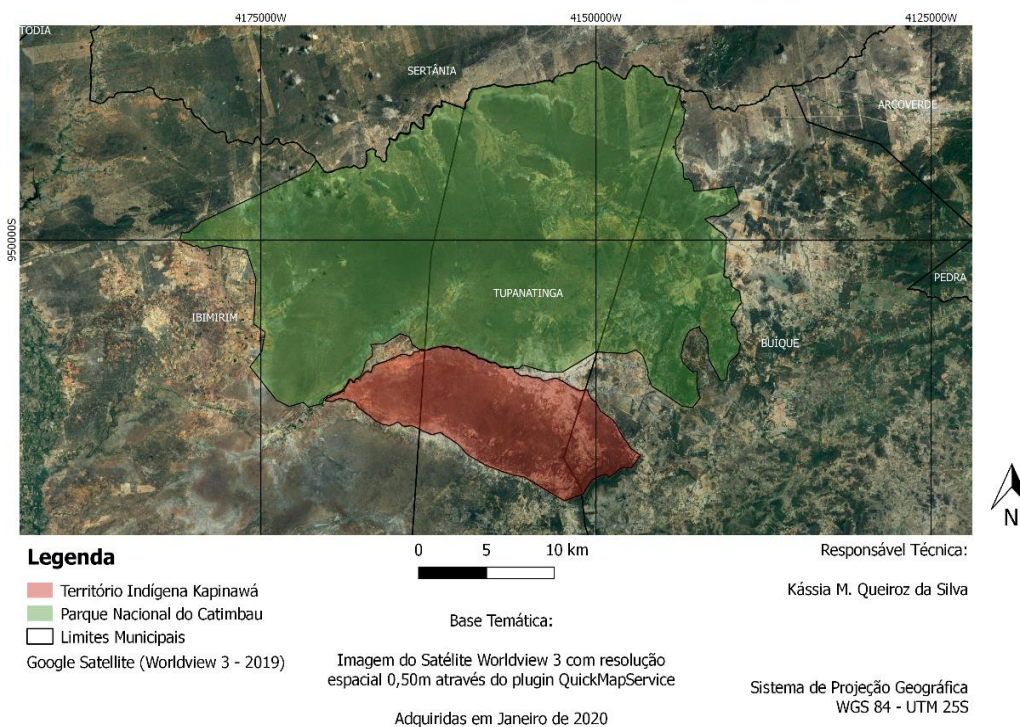 4175000W
4150000W
4125000W
TODIA
SERTÂNIA
ARCOVERDE
950000S
PEDRA
TUPANATINGA
IBIMIRIM
BUÍQUE
N
Legenda
Território Indígena Kapinawá
Parque Nacional do Catimbau
Limites Municipais
Google Satellite (Worldview 3 - 2019)
0 5 10 km
Base Temática:
Imagem do Satélite Worldview 3 com resolução
espacial 0,50m através do plugin QuickMapService
Adquiridas em Janeiro de 2020
Responsável Técnica:
Kássia M. Queiroz da Silva
Sistema de Projeção Geográfica
WGS 84 - UTM 25S